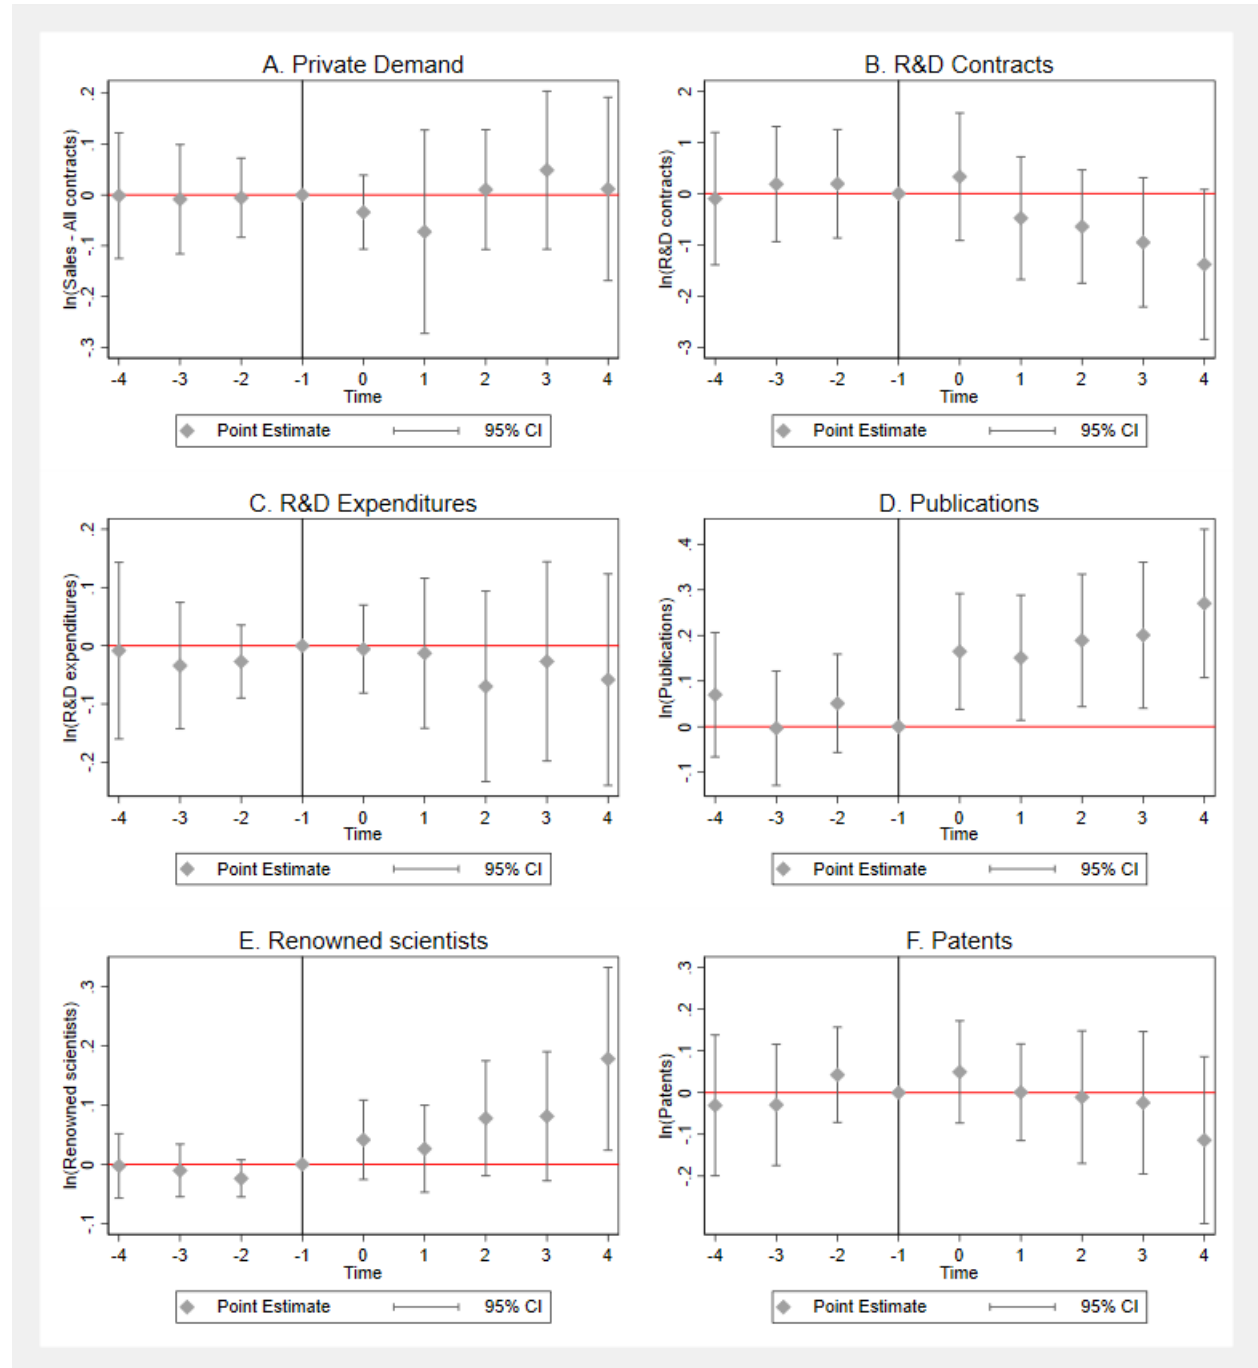 A. Private Demand
ln(Sales - All contracts)
.2
.1
0
-.1
-.2
-.3
-4 -3 -2 -1 0 1 2 3 4
Time
Point Estimate 95% CI
B. R&D Contracts
ln(R&D contracts)
2
1
0
-1
-2
-3
-4 -3 -2 -1 0 1 2 3 4
Time
Point Estimate 95% CI
C. R&D Expenditures
ln(R&D expenditures)
.2
.1
0
-.1
-.2
-4 -3 -2 -1 0 1 2 3 4
Time
Point Estimate 95% CI
D. Publications
ln(Publications)
.4
.3
.2
.1
0
-.1
-4 -3 -2 -1 0 1 2 3 4
Time
Point Estimate 95% CI
E. Renowned scientists
ln(Renowned scientists)
.3
.2
.1
0
-.1
-4 -3 -2 -1 0 1 2 3 4
Time
Point Estimate 95% CI
F. Patents
ln(Patents)
.3
.2
.1
0
-.1
-.2
-4 -3 -2 -1 0 1 2 3 4
Time
Point Estimate 95% CI